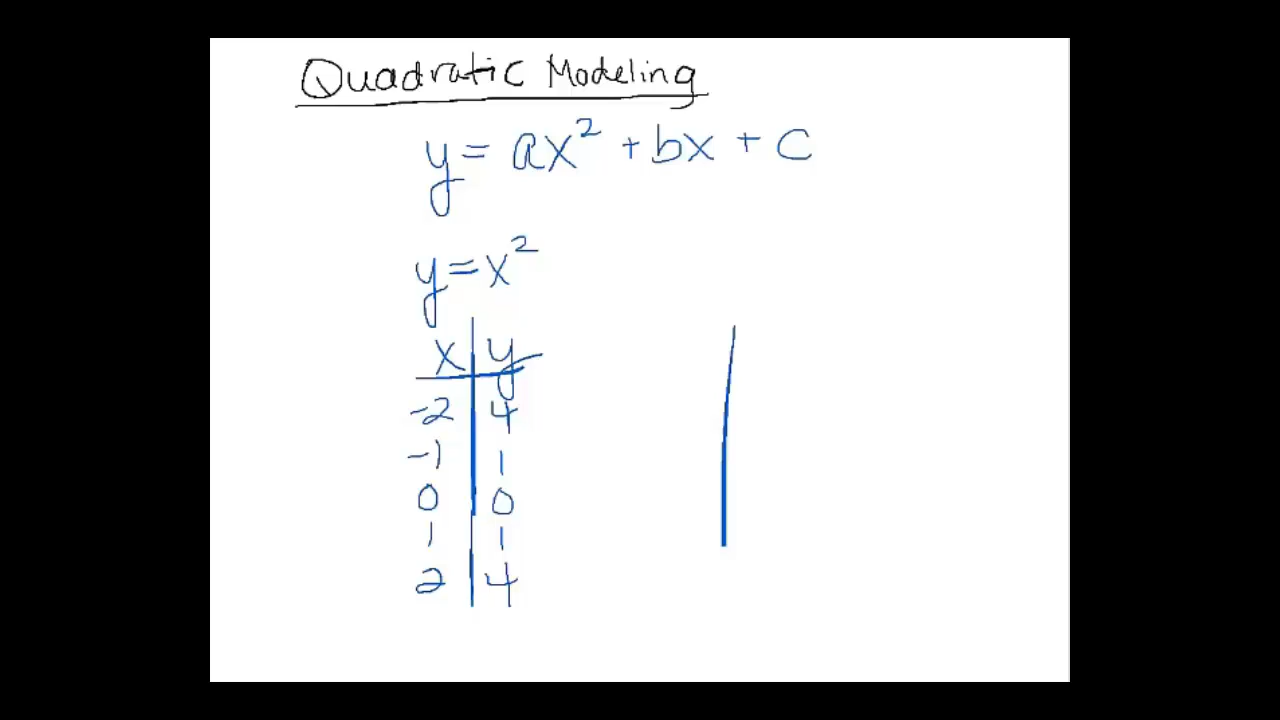 Quadratic Modeling
y = ax² + bx + c
y = x²
x y
-2 4
-1 1
0 0
1 1
2 4